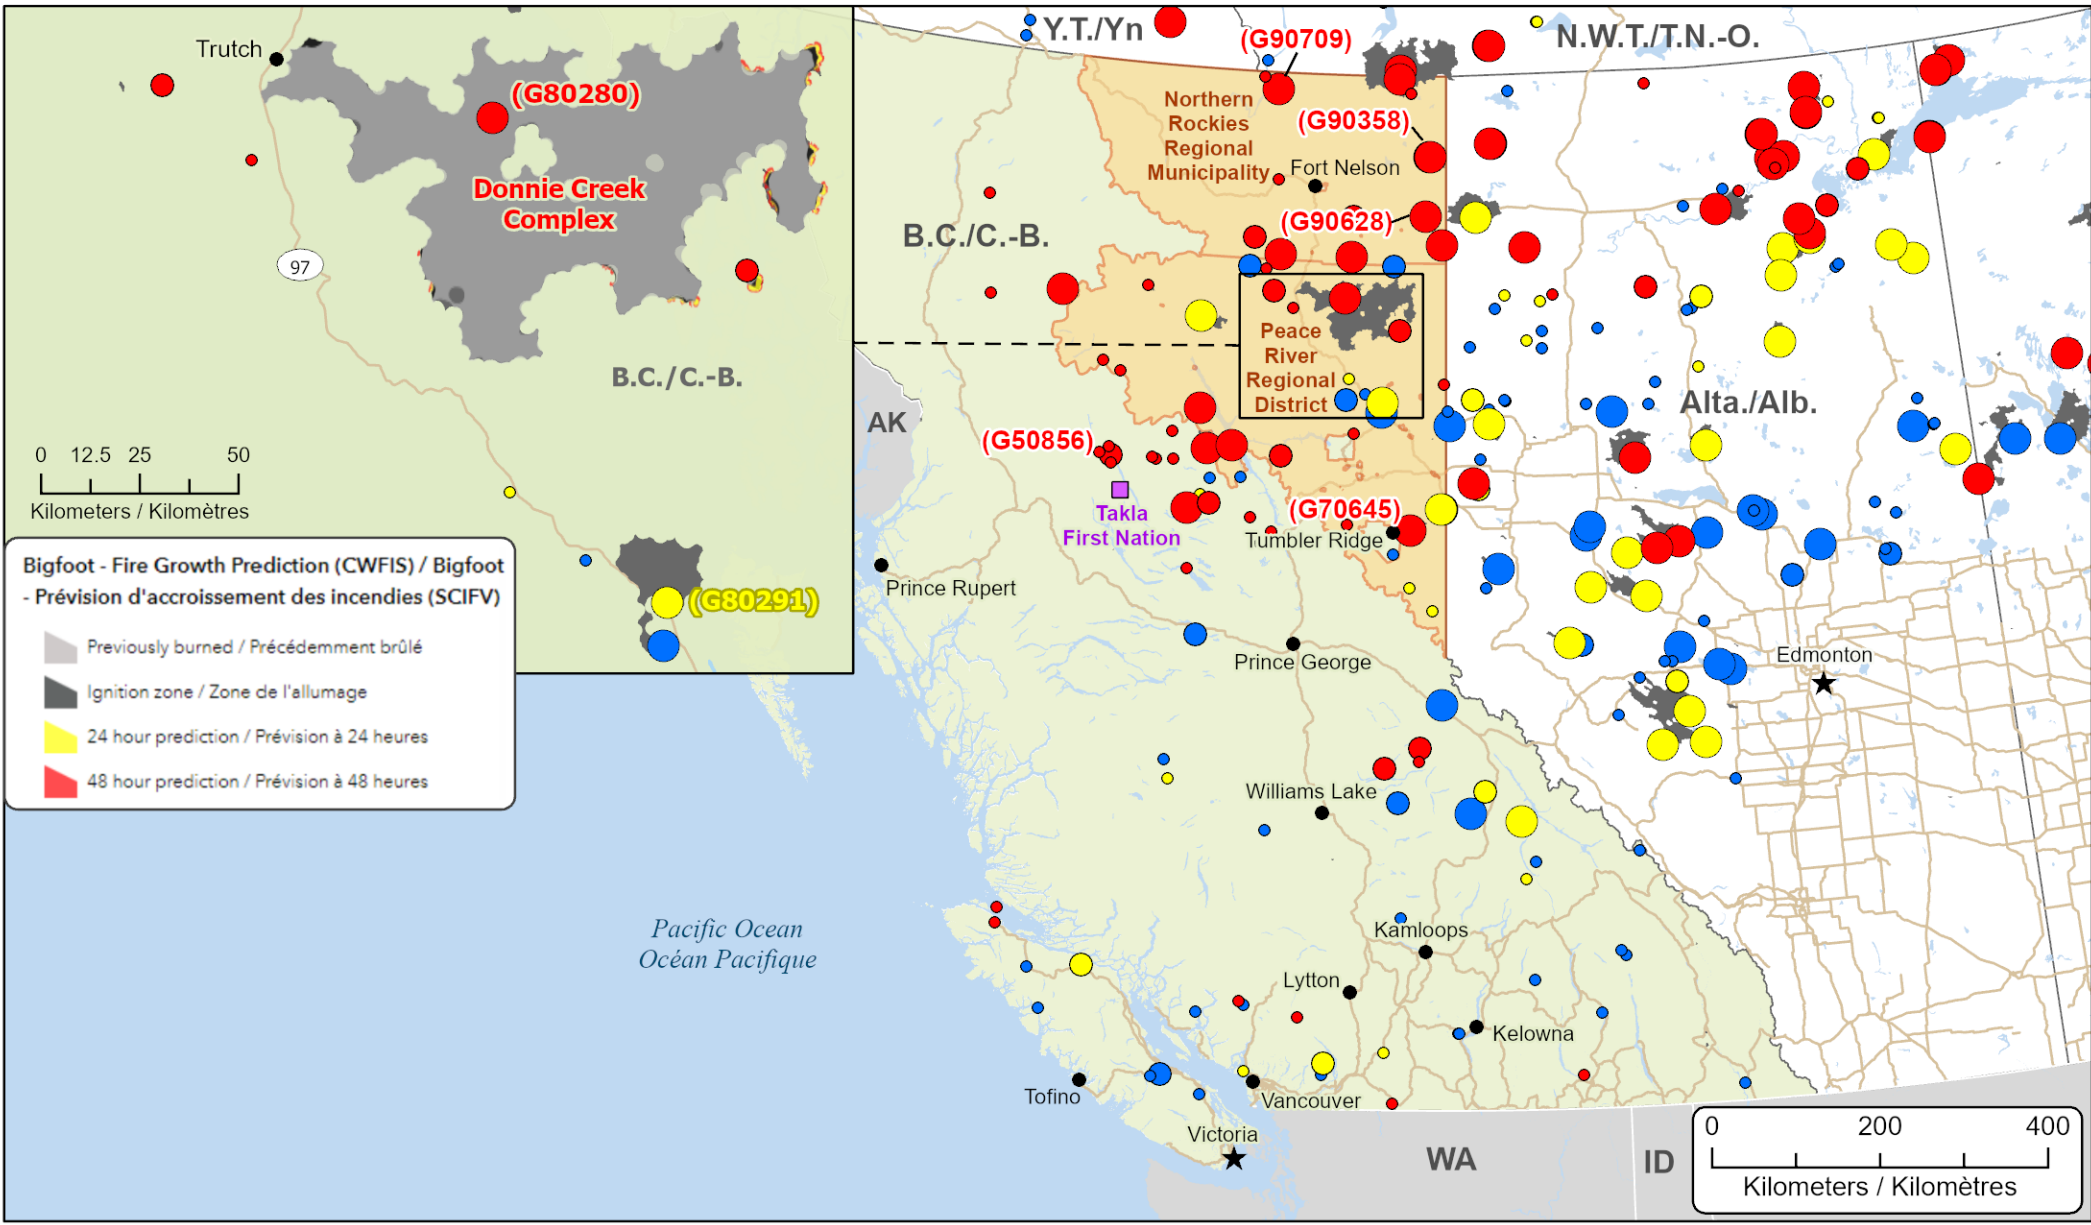 Trutch
(G80280)
Donnie Creek
Complex
97
B.C./C.-B.
0 12.5 25 50
Kilometers / Kilomètres
(G80291)
Bigfoot - Fire Growth Prediction (CWFIS) / Bigfoot
- Prévision d'accroissement des incendies (SCIFV)
Previously burned / Précédemment brûlé
Ignition zone / Zone de l'allumage
24 hour prediction / Prévision à 24 heures
48 hour prediction / Prévision à 48 heures
Y.T./Yn
(G90709)
N.W.T./T.N.-O.
Northern
Rockies
Regional
Municipality
(G90358)
Fort Nelson
(G90628)
B.C./C.-B.
Peace
River
Regional
District
AK
Alta./Alb.
(G50856)
Takla
First Nation
(G70645)
Tumbler Ridge
Prince Rupert
Prince George
Edmonton
Williams Lake
Pacific Ocean
Océan Pacifique
Kamloops
Lytton
Kelowna
Tofino
Vancouver
Victoria
WA
ID
0 200 400
Kilometers / Kilomètres